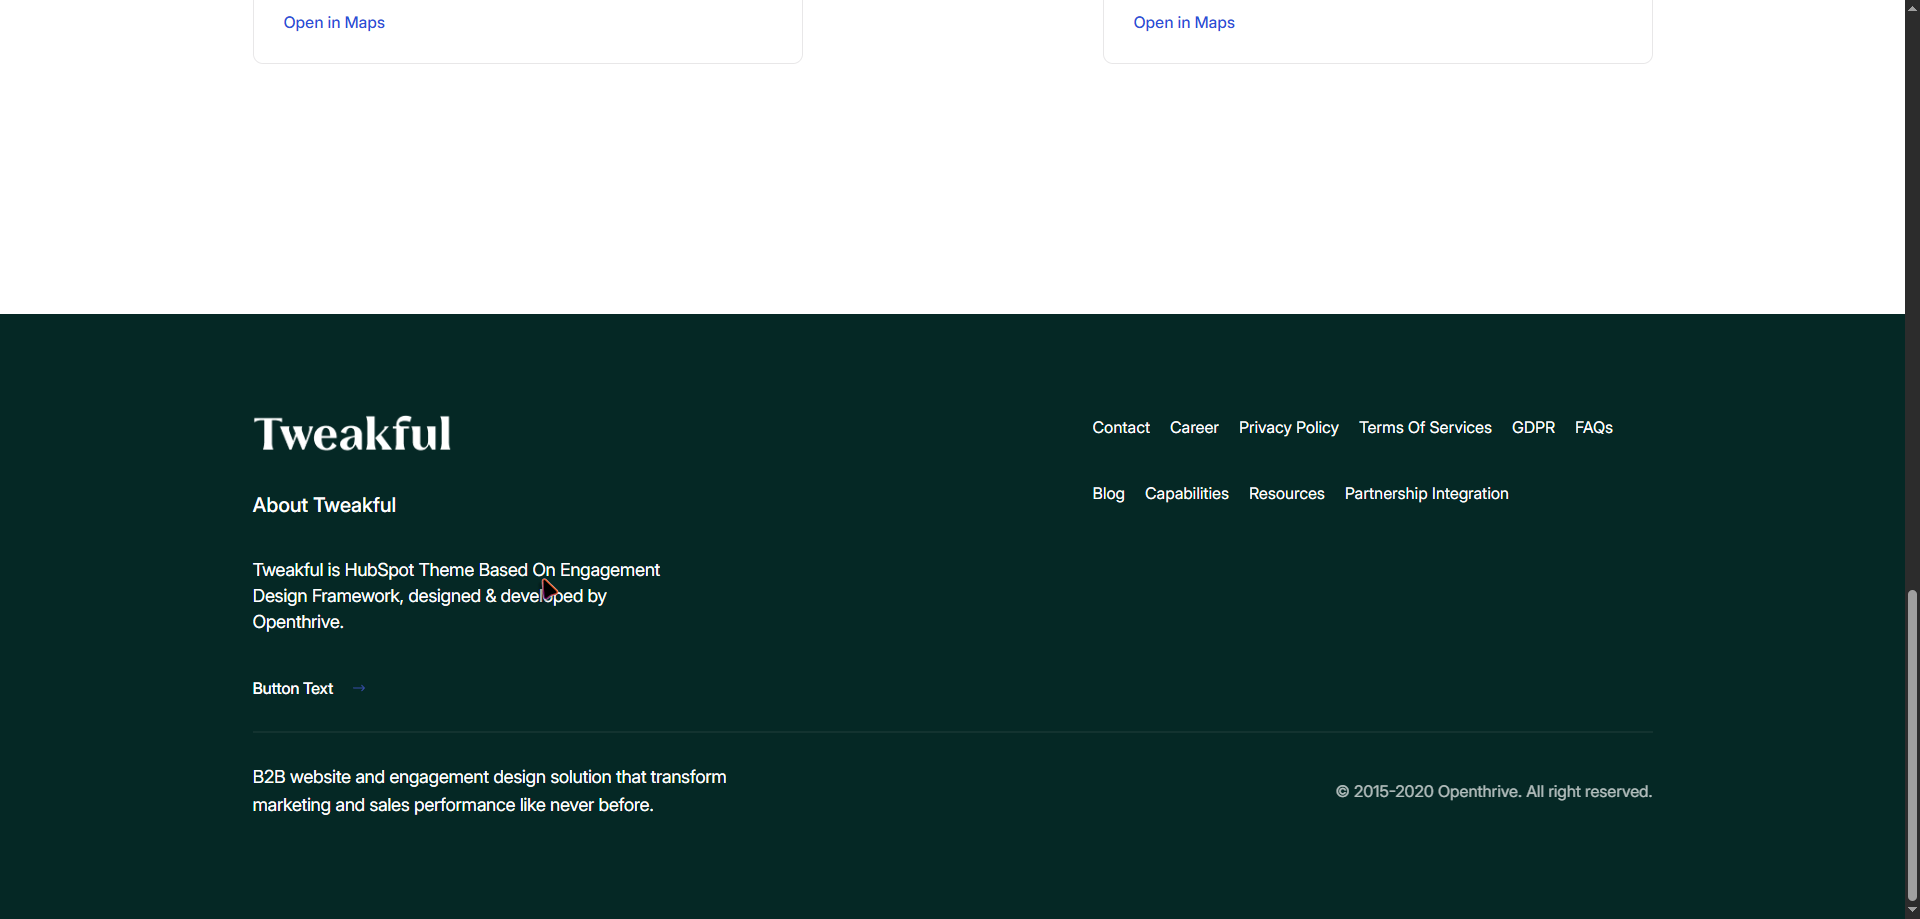 Open in Maps
Open in Maps
Tweakful
About Tweakful
Tweakful is HubSpot Theme Based On Engagement
Design Framework, designed & developed by
Openthrive.
Button Text →
Contact Career Privacy Policy Terms Of Services GDPR FAQs
Blog Capabilities Resources Partnership Integration
B2B website and engagement design solution that transform
marketing and sales performance like never before.
© 2015-2020 Openthrive. All right reserved.